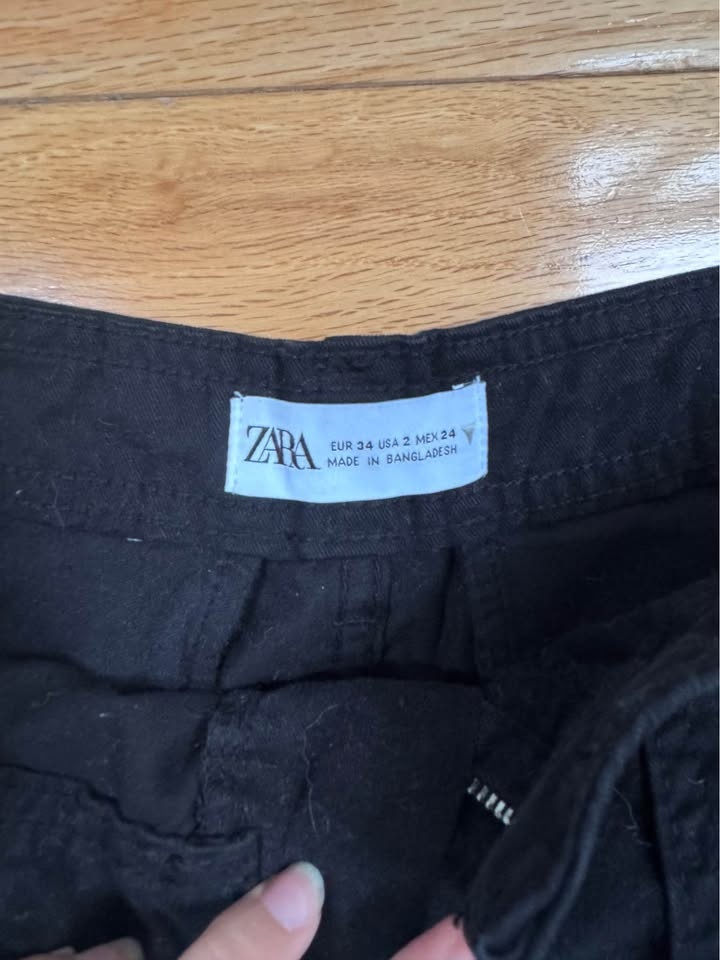 ZARA
EUR 34 USA 2 MEX 24
MADE IN BANGLADESH